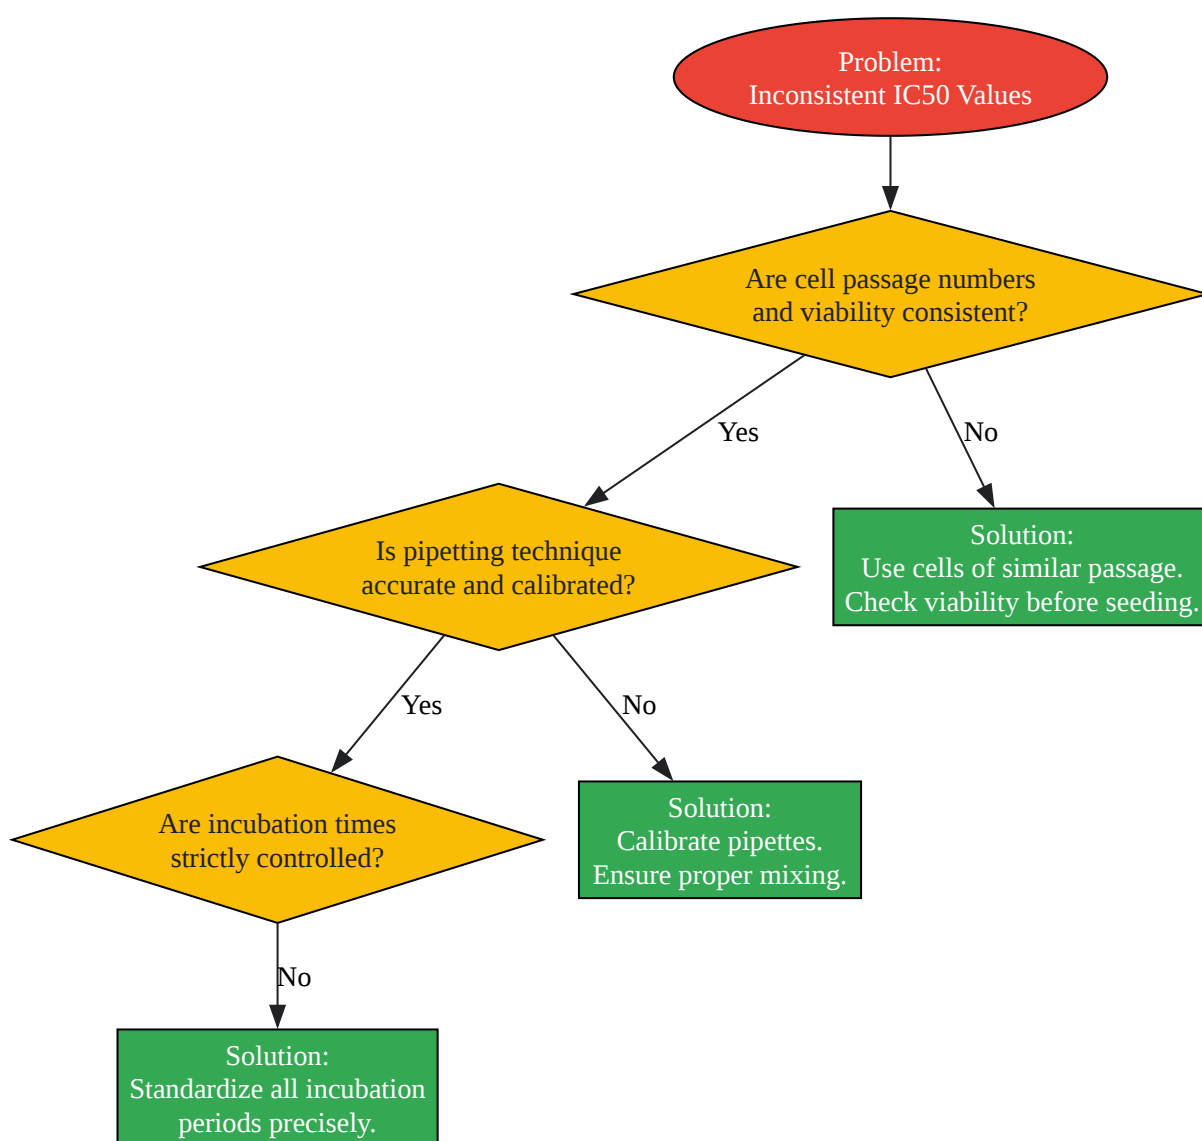 Problem:
Inconsistent IC50 Values
Are cell passage numbers
and viability consistent?
Yes
No
Is pipetting technique
accurate and calibrated?
Solution:
Use cells of similar passage.
Check viability before seeding.
Yes
No
Are incubation times
strictly controlled?
Solution:
Calibrate pipettes.
Ensure proper mixing.
No
Solution:
Standardize all incubation
periods precisely.